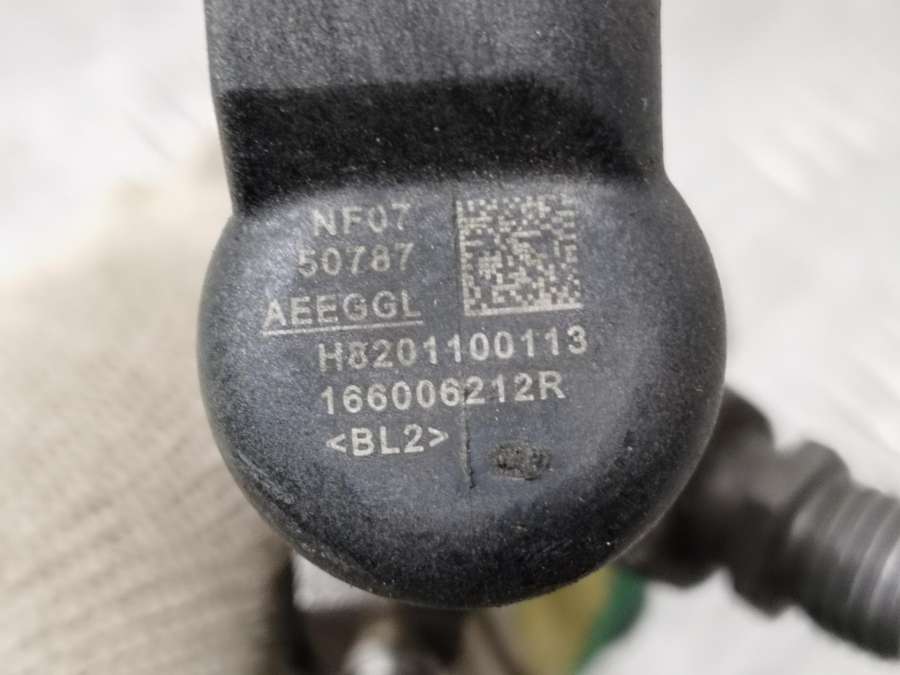 NF07
50787
AEEGGL
H8201100113
166006212R
<BL2>